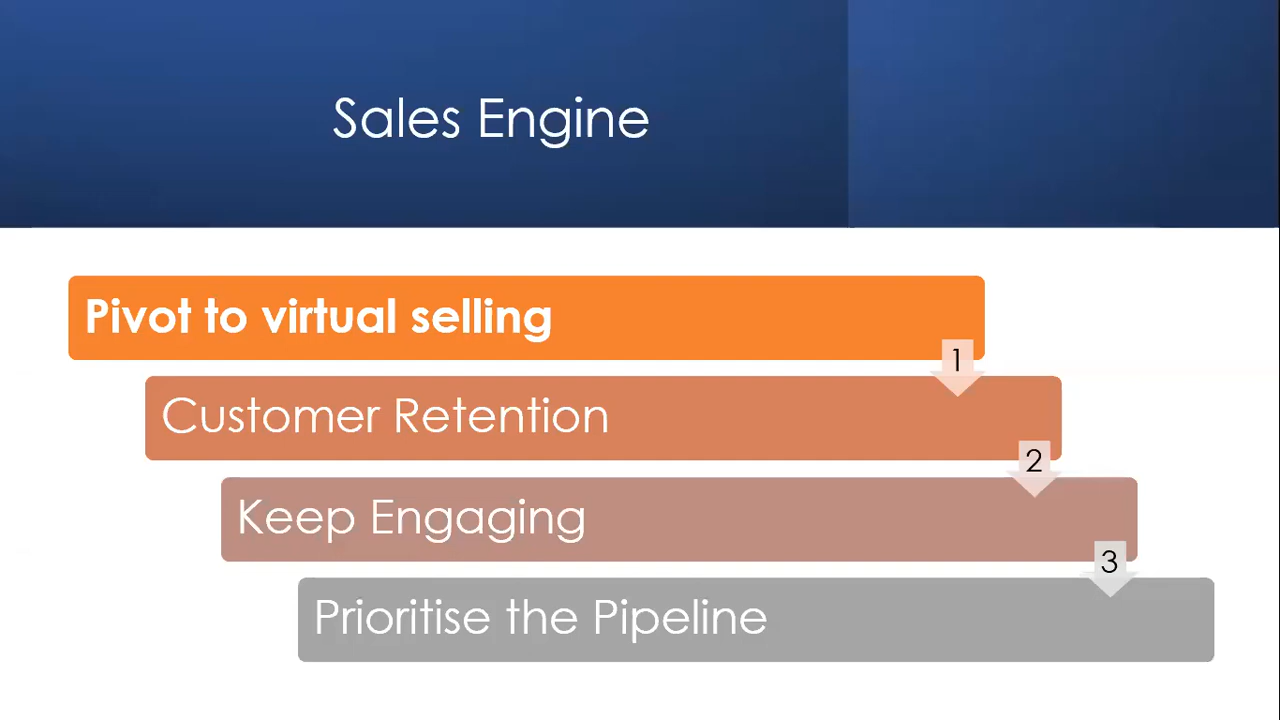 Sales Engine
Pivot to virtual selling
1
Customer Retention
2
Keep Engaging
3
Prioritise the Pipeline